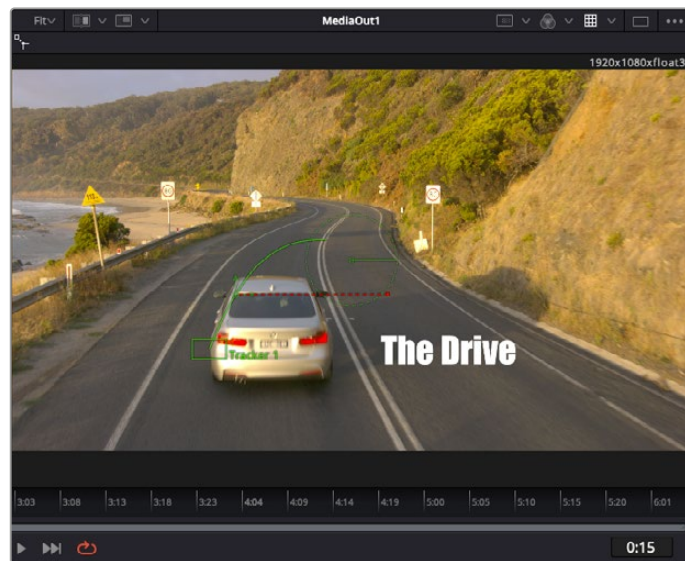 Fit MediaOut1
1920x1080xfloat3
Tracker 1
The Drive
3:03 3:08 3:13 3:18 3:23 4:04 4:09 4:14 4:19 5:00 5:05 5:10 5:15 5:20 6:01
0:15